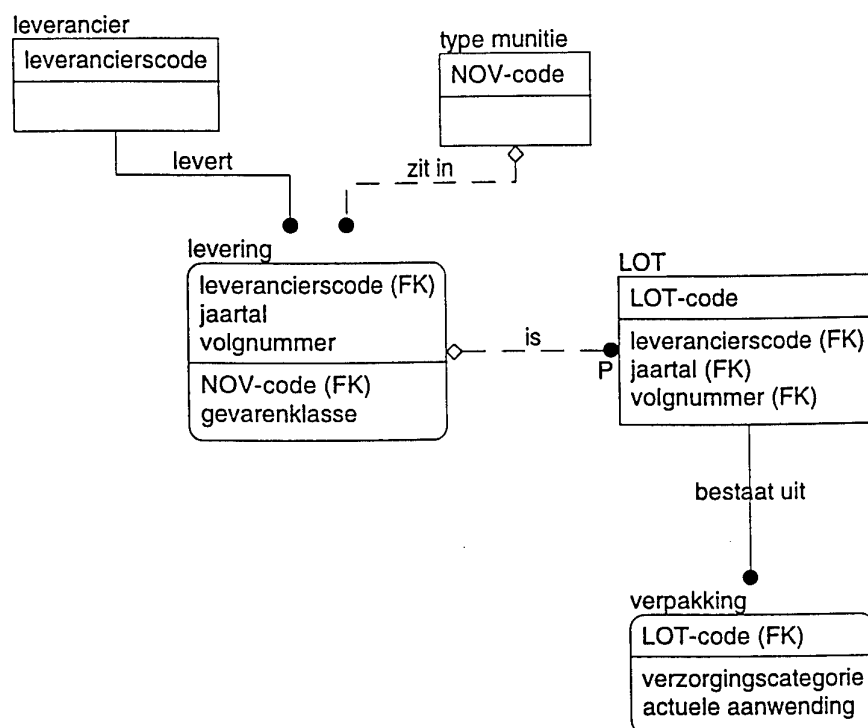 leverancier
leverancierscode
type munitie
NOV-code
levert
zit in
levering
leverancierscode (FK)
jaartal
volgnummer
NOV-code (FK)
gevarenklasse
is
P
LOT
LOT-code
leverancierscode (FK)
jaartal (FK)
volgnummer (FK)
bestaat uit
verpakking
LOT-code (FK)
verzorgingscategorie
actuele aanwending